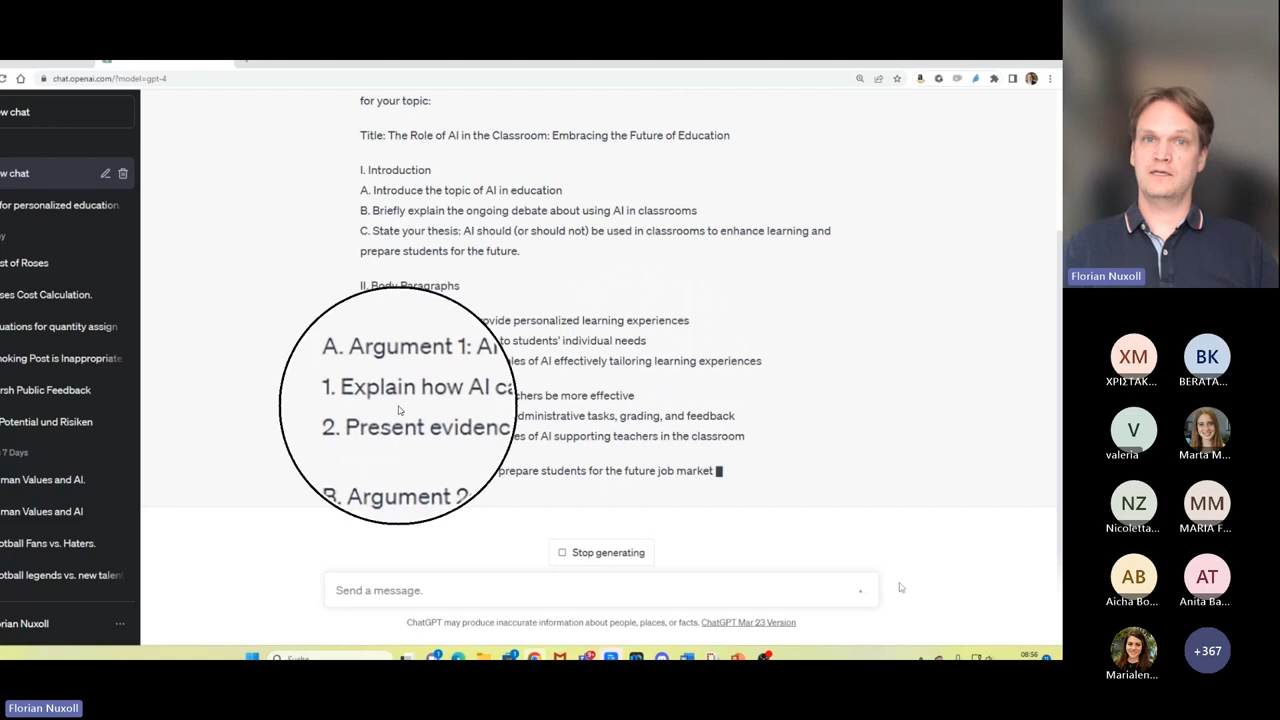 chat.openai.com/?model=gpt-4
w chat
w chat
for personalized education.
y
st of Roses
ses Cost Calculation.
uations for quantity assign
oking Post is Inappropriate.
rsh Public Feedback
Potential und Risiken
7 Days
man Values and AI.
man Values and AI
otball Fans vs. Haters.
otball legends vs. new talent
rian Nuxoll
for your topic:
Title: The Role of AI in the Classroom: Embracing the Future of Education
I. Introduction
A. Introduce the topic of AI in education
B. Briefly explain the ongoing debate about using AI in classrooms
C. State your thesis: AI should (or should not) be used in classrooms to enhance learning and
prepare students for the future.
II. Body Paragraphs
ovide personalized learning experiences
A. Argument 1: AI
to students' individual needs
les of AI effectively tailoring learning experiences
1. Explain how AI ca
chers be more effective
dministrative tasks, grading, and feedback
2. Present evidenc
es of AI supporting teachers in the classroom
prepare students for the future job market
B. Argument 2
Stop generating
Send a message.
ChatGPT may produce inaccurate information about people, places, or facts. ChatGPT Mar 23 Version
Suche
08:56
Florian Nuxoll
XM
ΧΡΙΣΤΑΚ...
BK
BERATA...
V
valeria
Marta M...
NZ
Nicoletta...
MM
MARIA F...
AB
Aicha Bo...
AT
Anita Ba...
Marialen...
+367
Florian Nuxoll